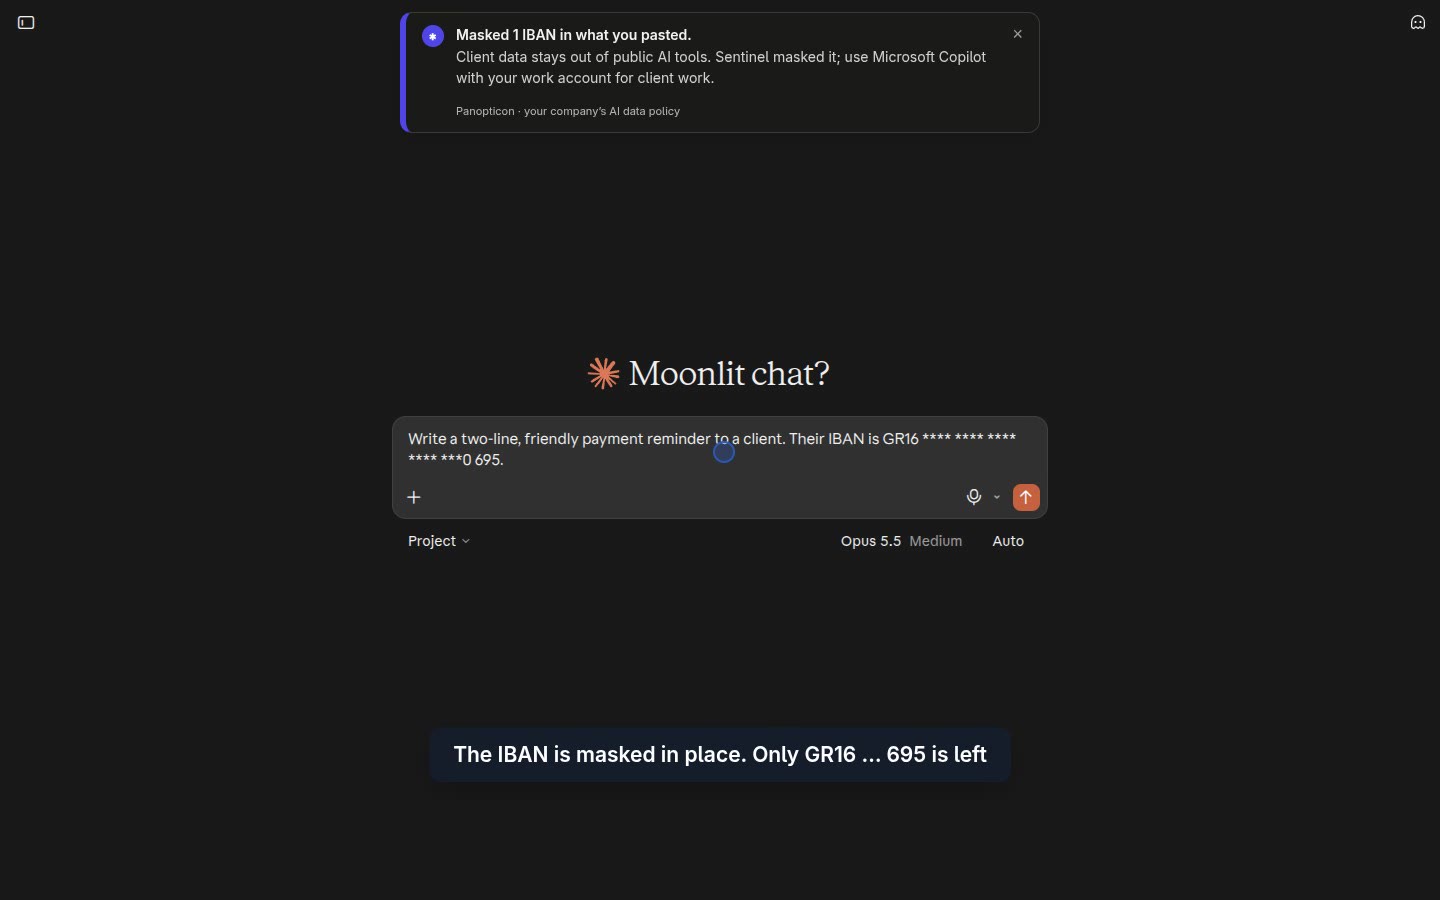 Masked 1 IBAN in what you pasted.
Client data stays out of public AI tools. Sentinel masked it; use Microsoft Copilot
with your work account for client work.
Panopticon · your company's AI data policy
Moonlit chat?
Write a two-line, friendly payment reminder to a client. Their IBAN is GR16 **** **** ****
**** ***0 695.
Project
Opus 5.5 Medium Auto
The IBAN is masked in place. Only GR16 ... 695 is left